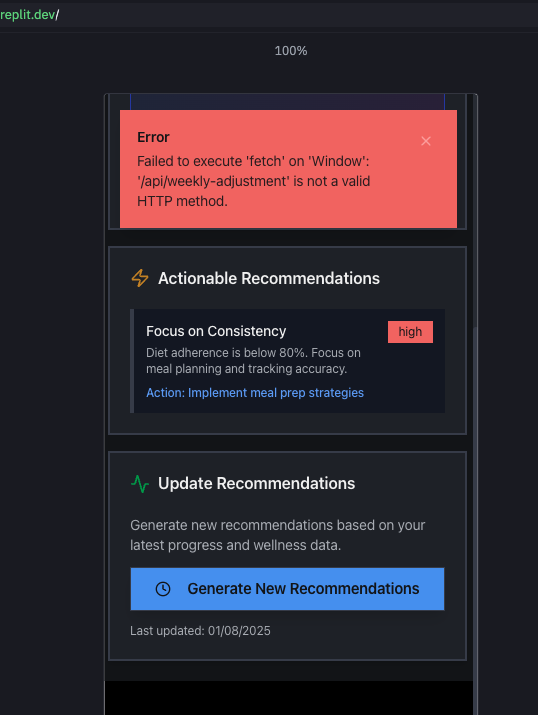 replit.dev/
100%
Error
Failed to execute 'fetch' on 'Window':
'/api/weekly-adjustment' is not a valid
HTTP method.
Actionable Recommendations
Focus on Consistency
high
Diet adherence is below 80%. Focus on
meal planning and tracking accuracy.
Action: Implement meal prep strategies
Update Recommendations
Generate new recommendations based on your
latest progress and wellness data.
Generate New Recommendations
Last updated: 01/08/2025